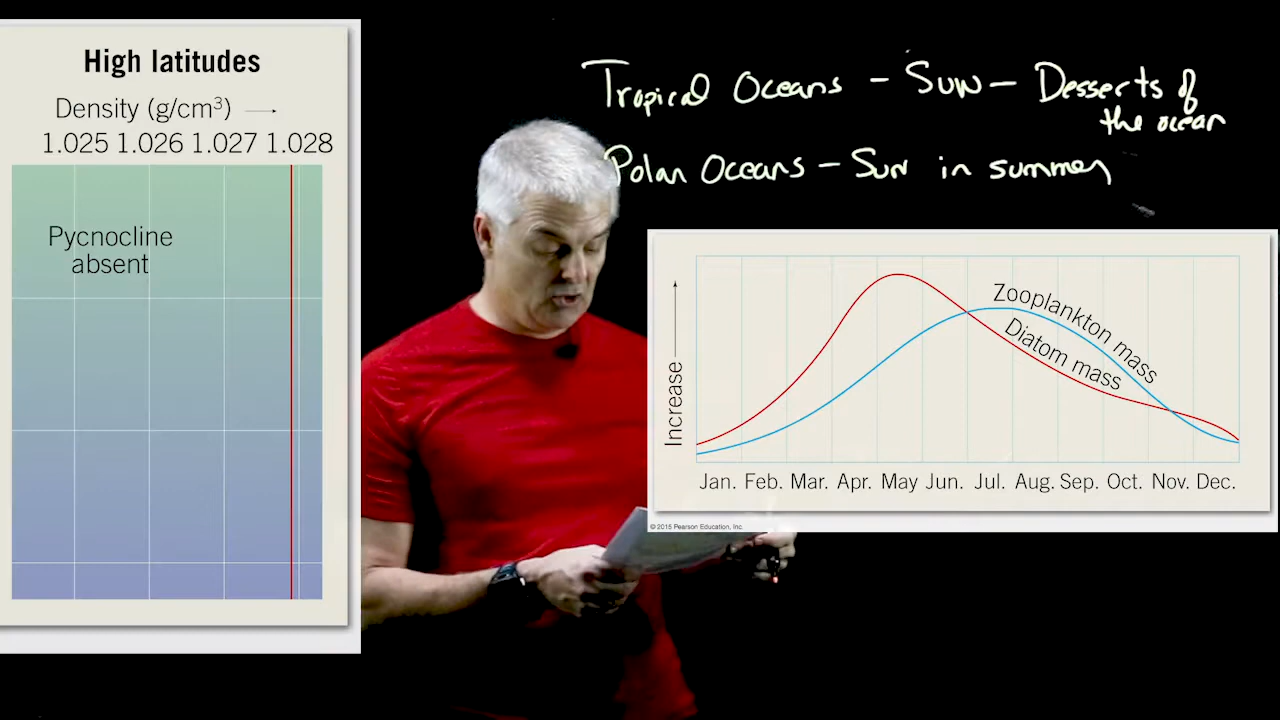 High latitudes
Density (g/cm³) →
1.025 1.026 1.027 1.028
Pycnocline
absent
Tropical Oceans - Sun - Desserts of
the ocean
Polar Oceans - Sun in summer
Increase →
Zooplankton mass
Diatom mass
Jan. Feb. Mar. Apr. May Jun. Jul. Aug. Sep. Oct. Nov. Dec.
© 2015 Pearson Education, Inc.